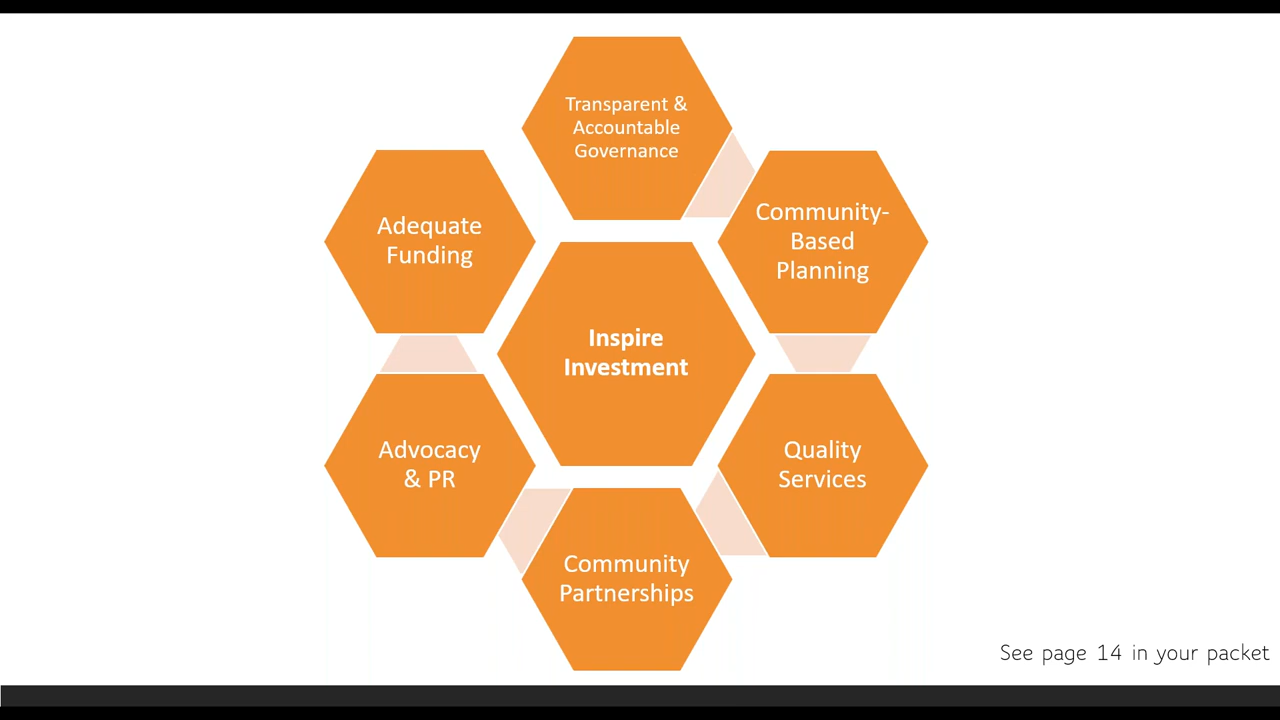 Transparent &
Accountable
Governance
Community-
Based
Planning
Adequate
Funding
Inspire
Investment
Quality
Services
Advocacy
& PR
Community
Partnerships
See page 14 in your packet